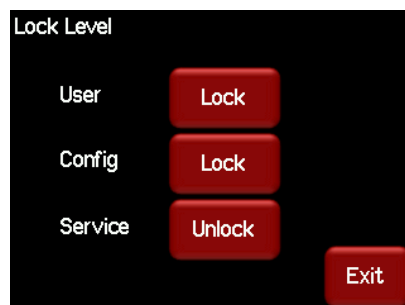 Lock Level
User Lock
Config Lock
Service Unlock
Exit